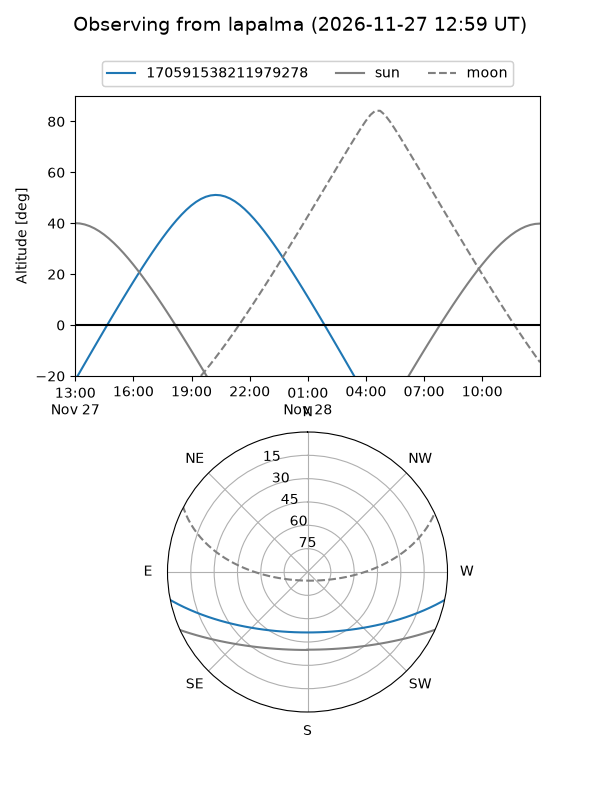 Observing from lapalma (2026-11-27 12:59 UT)
170591538211979278 sun moon
Altitude [deg]
80
60
40
20
0
−20
13:00 16:00 19:00 22:00 01:00 04:00 07:00 10:00
Nov 27 Nov 28
N
NE NW
15
30
45
60
75
E W
SE SW
S